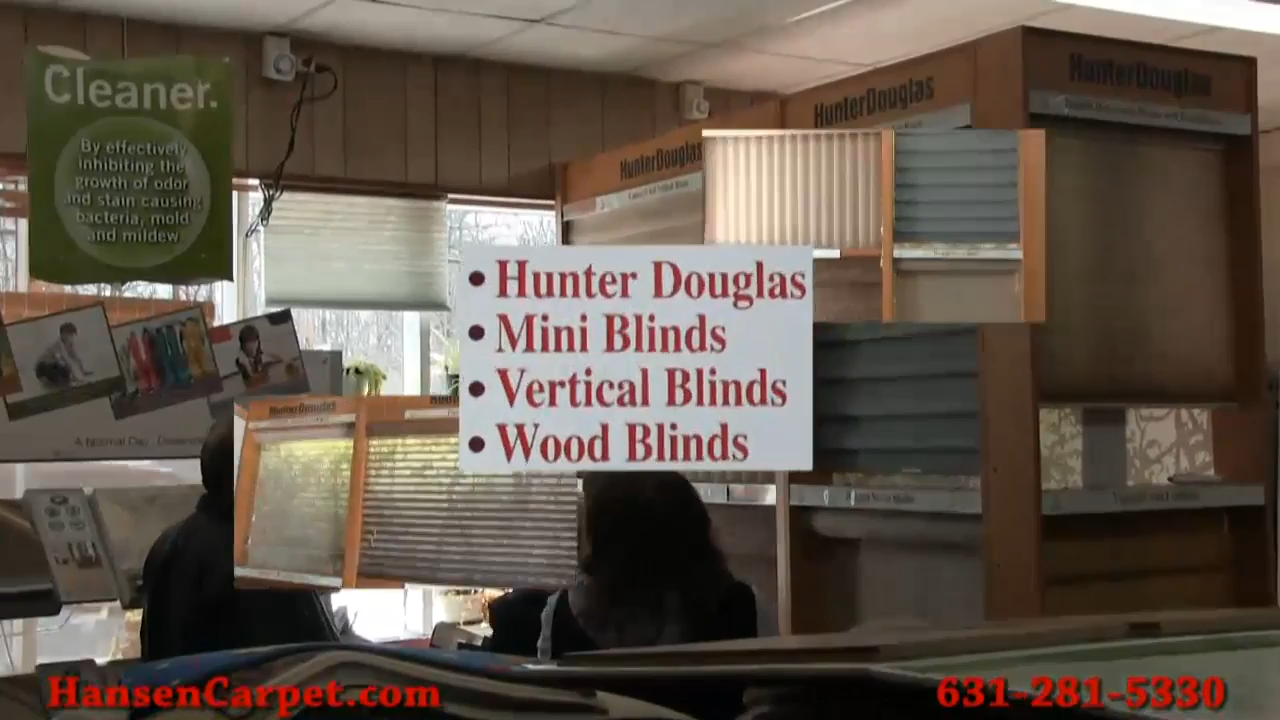 Cleaner.
By effectively
inhibiting the
growth of odor
and stain causing
bacteria, mold
and mildew
HunterDouglas
HunterDouglas
HunterDouglas
• Hunter Douglas
• Mini Blinds
• Vertical Blinds
• Wood Blinds
HunterDouglas
A Normal Day.
HansenCarpet.com
631-281-5330